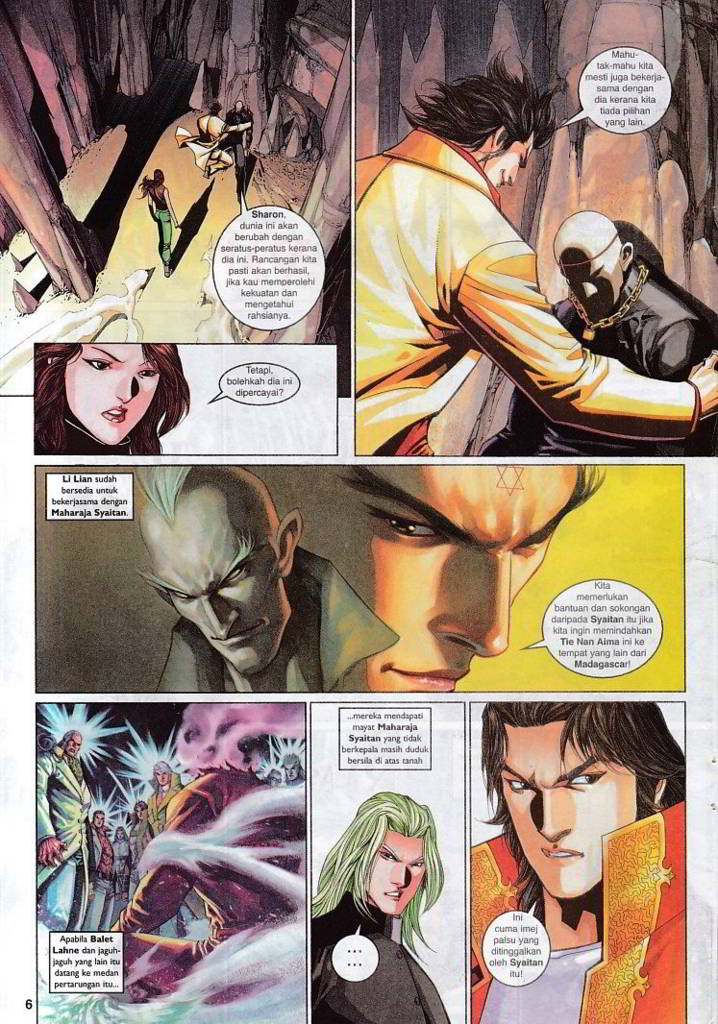 Sharon,
dunia ini akan
berubah dengan
seratus-peratus kerana
dia ini. Rancangan kita
pasti akan berhasil,
jika kau memperolehi
kekuatan dan
mengetahui
rahsianya.
Mahu-
tak-mahu kita
mesti juga bekerja-
sama dengan
dia kerana kita
tiada pilihan
yang lain.
Tetapi,
bolehkah dia ini
dipercayai?
Li Lian sudah
bersedia untuk
bekerjasama dengan
Maharaja Syaitan.
Kita
memerlukan
bantuan dan sokongan
daripada Syaitan itu jika
kita ingin memindahkan
Tie Nan Aima ini ke
tempat yang lain dari
Madagascar!
Apabila Balet
Lahne dan jaguh-
jaguh yang lain itu
datang ke medan
pertarungan itu...
...mereka mendapati
mayat Maharaja
Syaitan yang tidak
berkepala masih duduk
bersila di atas tanah
...
...
Ini
cuma imej
palsu yang
ditinggalkan
oleh Syaitan
itu!
6